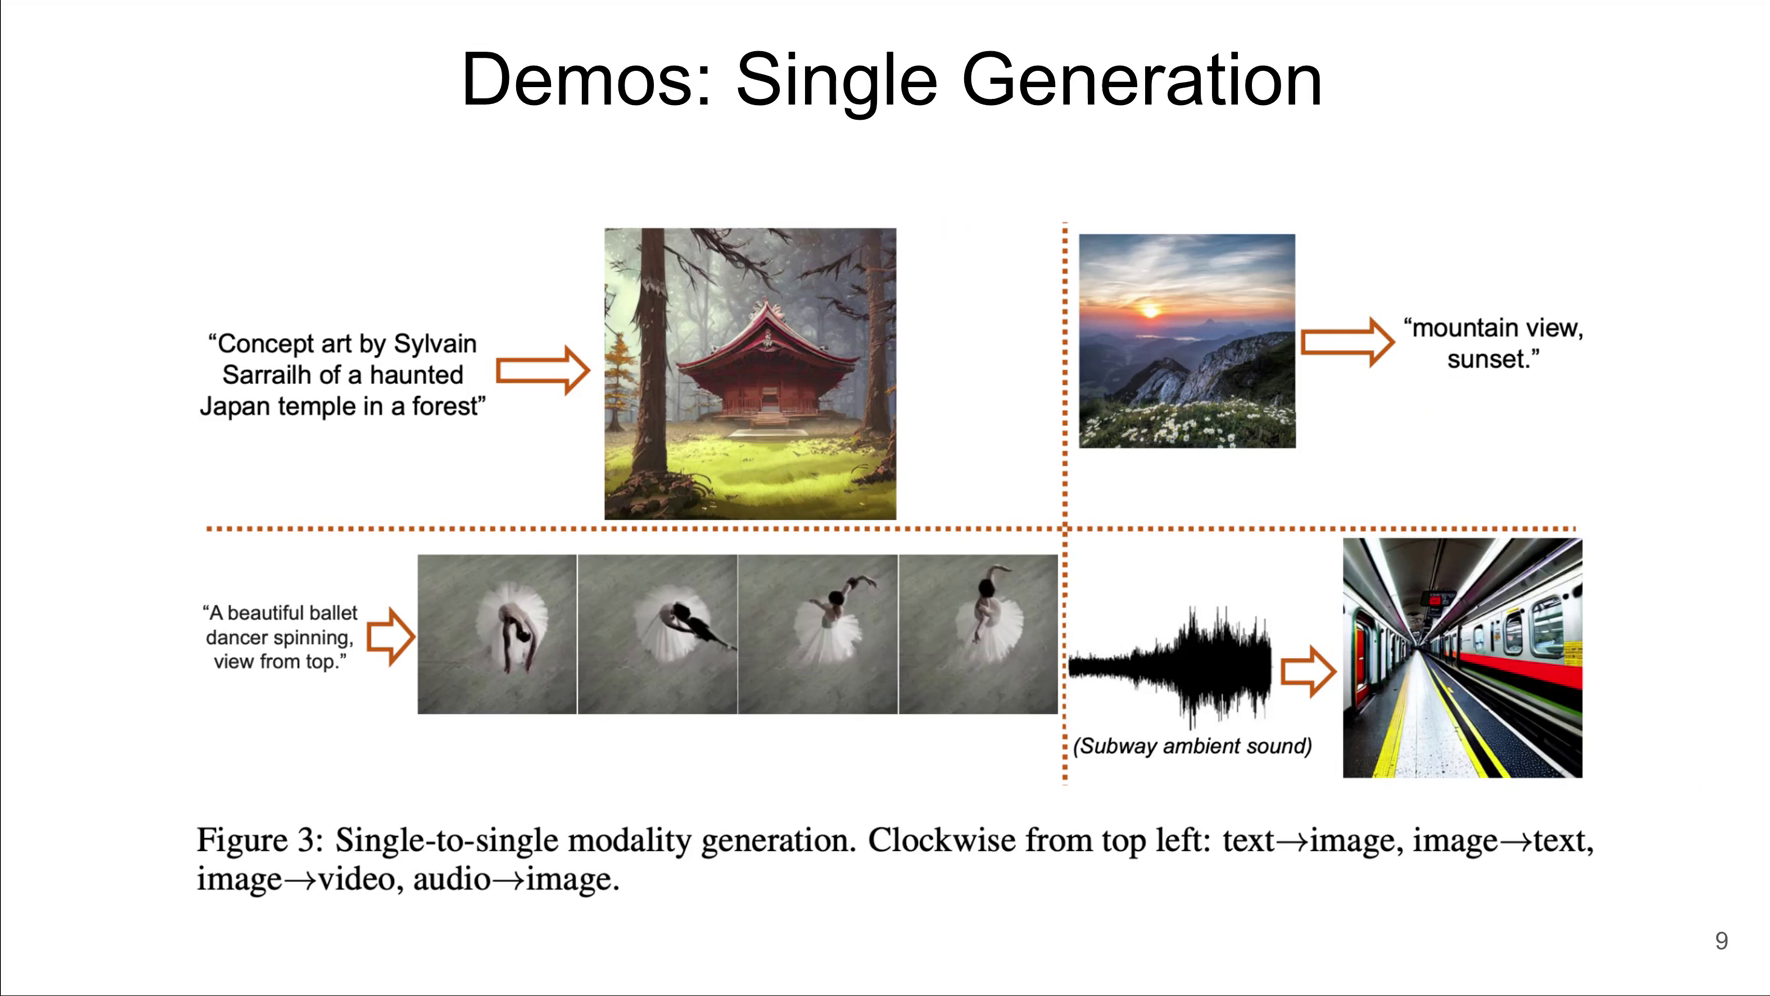 Demos: Single Generation
“Concept art by Sylvain
Sarrailh of a haunted
Japan temple in a forest”
“mountain view,
sunset.”
“A beautiful ballet
dancer spinning,
view from top.”
(Subway ambient sound)
Figure 3: Single-to-single modality generation. Clockwise from top left: text→image, image→text,
image→video, audio→image.
9